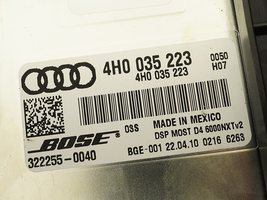 4H0 035 223
4H0 035 223
0050
H07
03S
MADE IN MEXICO
DSP MOST D4 6000NXTv2
BOSE
322255-0040
BGE-001 22.04.10 0216 6263